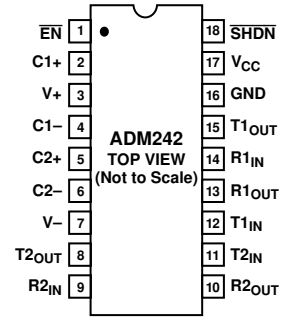 EN 1 18 SHDN
C1+ 2 17 VCC
V+ 3 16 GND
C1– 4 15 T1OUT
ADM242
C2+ 5 TOP VIEW 14 R1IN
(Not to Scale)
C2– 6 13 R1OUT
V– 7 12 T1IN
T2OUT 8 11 T2IN
R2IN 9 10 R2OUT